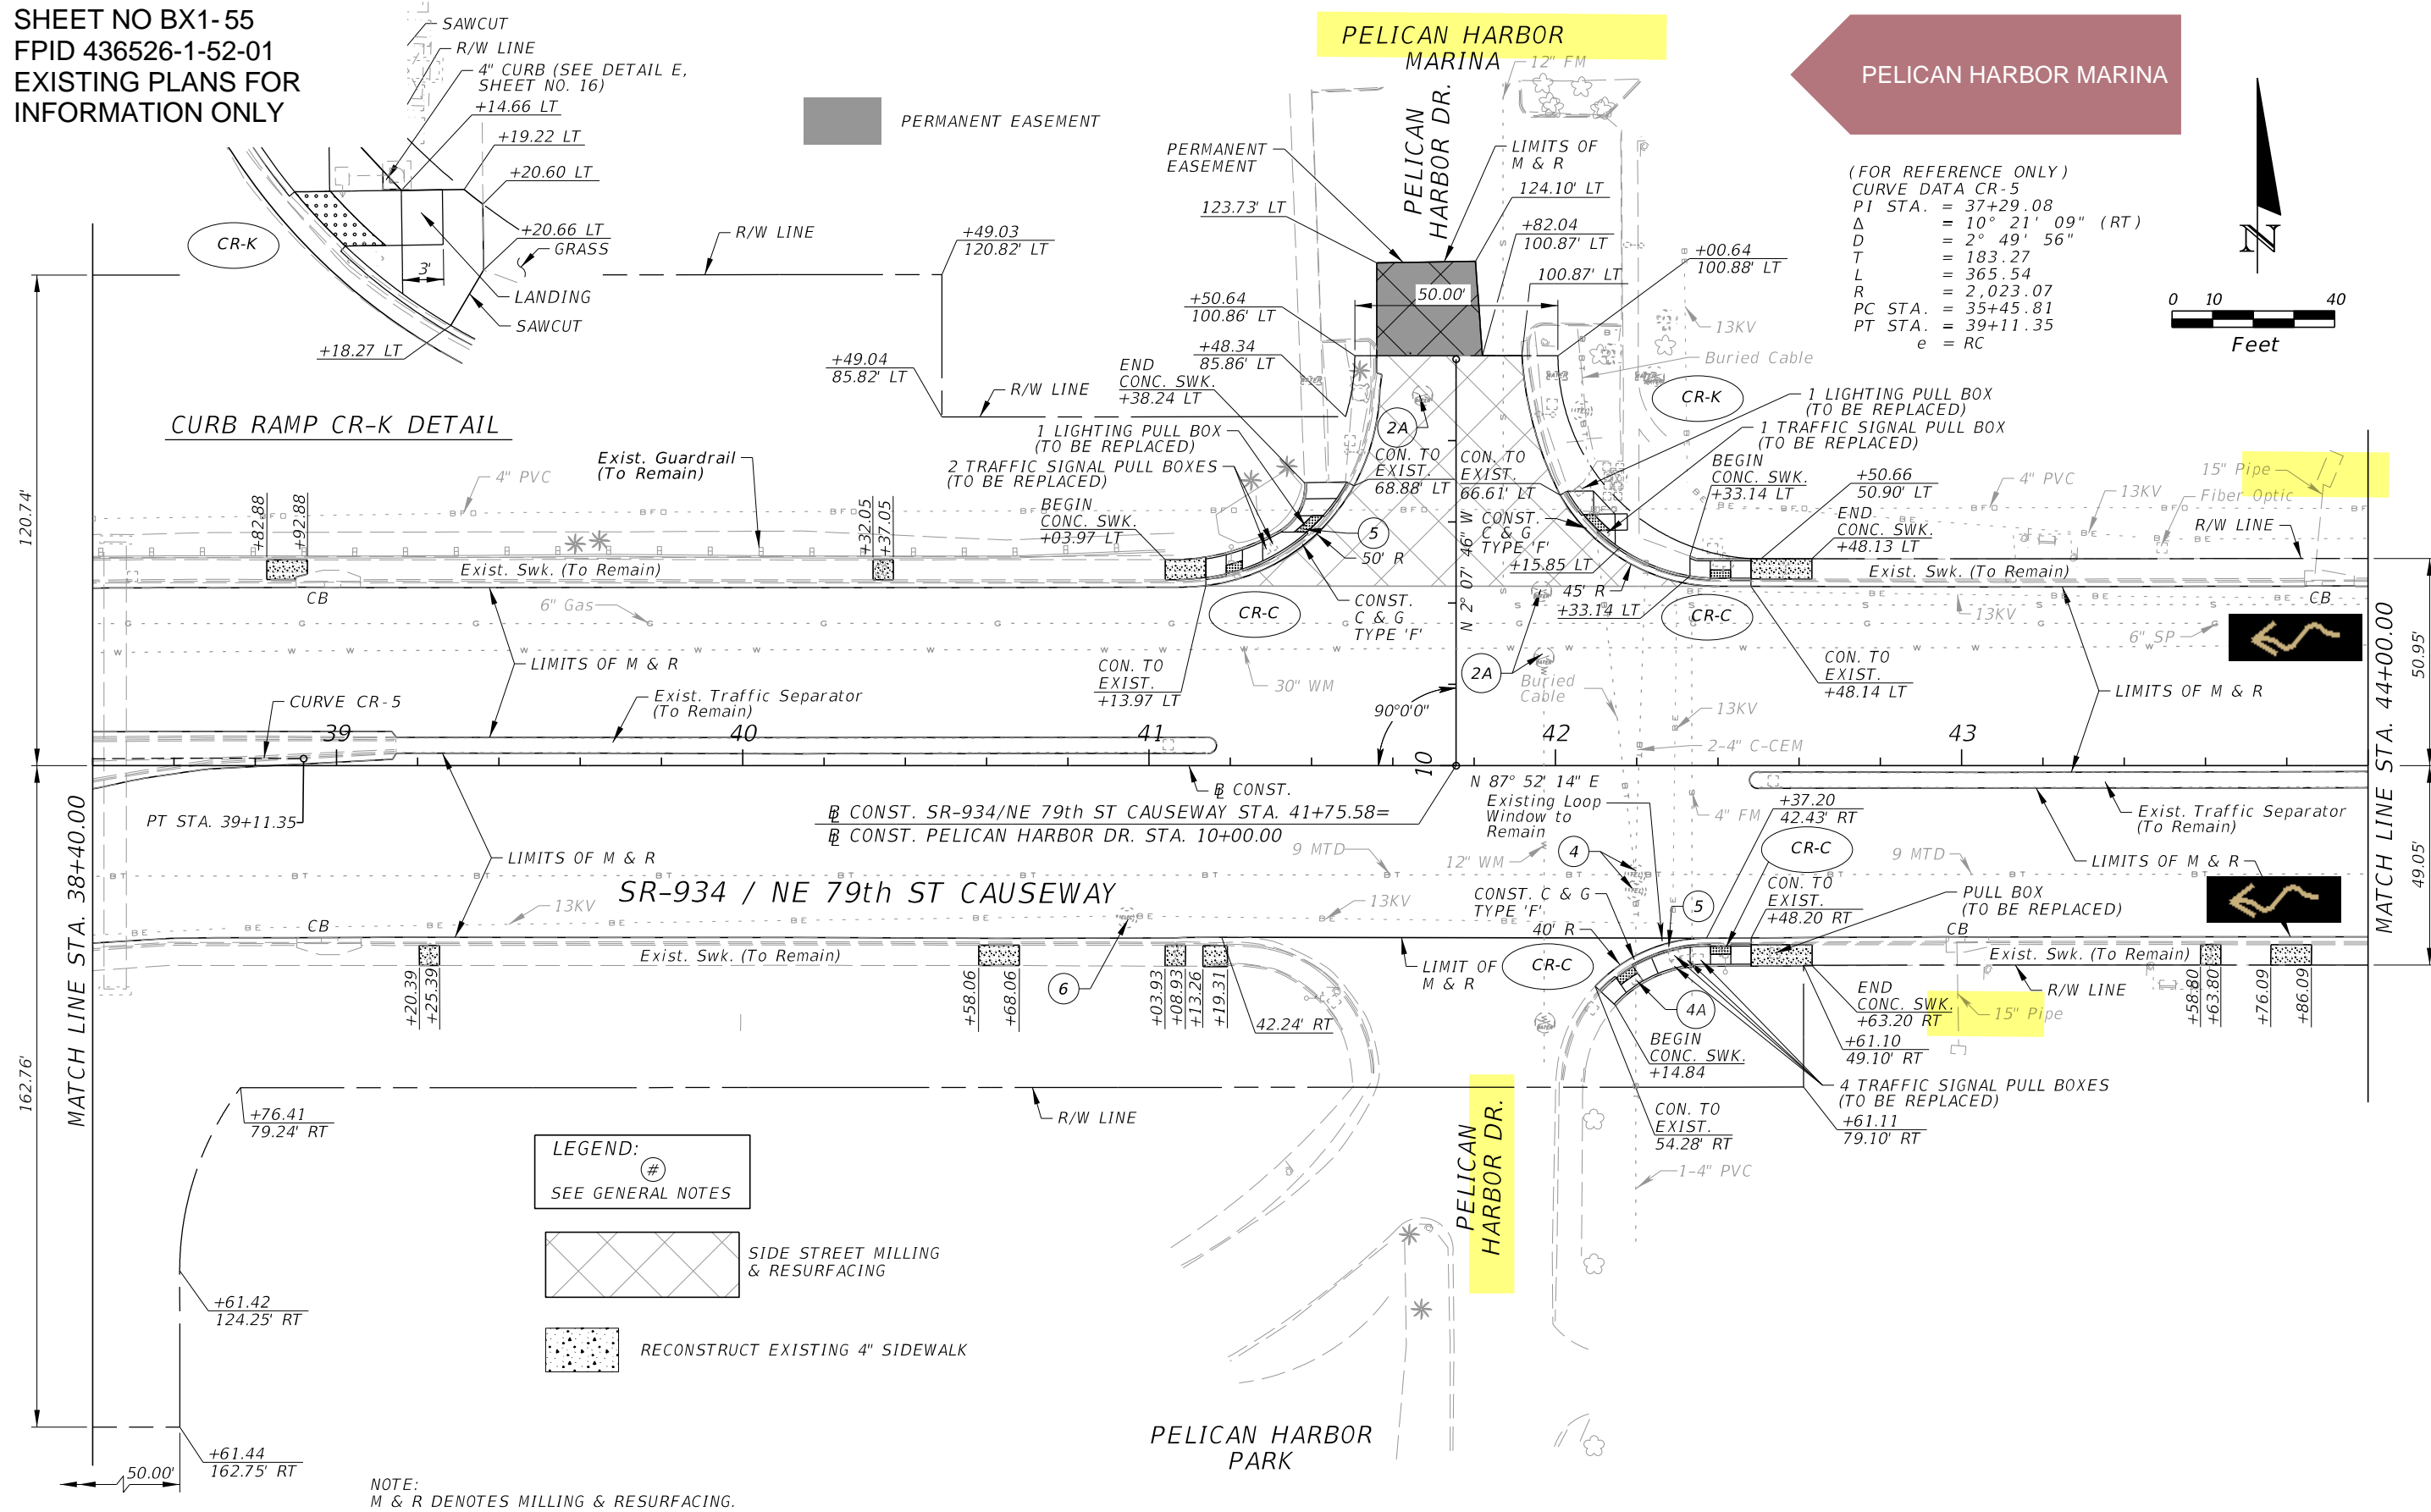 SHEET NO BX1-55
FPID 436526-1-52-01
EXISTING PLANS FOR
INFORMATION ONLY
SAWCUT
R/W LINE
4" CURB (SEE DETAIL E,
SHEET NO. 16)
+14.66 LT
+19.22 LT
+20.60 LT
+20.66 LT
GRASS
CR-K
3'
LANDING
SAWCUT
+18.27 LT
CURB RAMP CR-K DETAIL
PERMANENT EASEMENT
PELICAN HARBOR
MARINA
PELICAN HARBOR MARINA
12" FM
PELICAN
HARBOR DR.
PERMANENT
EASEMENT
LIMITS OF
M & R
123.73' LT
124.10' LT
+82.04
100.87' LT
+00.64
100.88' LT
100.87' LT
50.00'
+50.64
100.86' LT
+48.34
85.86' LT
R/W LINE
+49.03
120.82' LT
+49.04
85.82' LT
R/W LINE
(FOR REFERENCE ONLY)
CURVE DATA CR-5
PI STA. = 37+29.08
Δ = 10° 21' 09" (RT)
D = 2° 49' 56"
T = 183.27
L = 365.54
R = 2,023.07
PC STA. = 35+45.81
PT STA. = 39+11.35
e = RC
N
0 10 40
Feet
13KV
Buried Cable
CR-K
END
CONC. SWK.
+38.24 LT
1 LIGHTING PULL BOX
(TO BE REPLACED)
2 TRAFFIC SIGNAL PULL BOXES
(TO BE REPLACED)
BEGIN
CONC. SWK.
+03.97 LT
2A
CON. TO
EXIST.
68.88' LT
CON. TO
EXIST.
66.61' LT
1 LIGHTING PULL BOX
(TO BE REPLACED)
1 TRAFFIC SIGNAL PULL BOX
(TO BE REPLACED)
BEGIN
CONC. SWK.
+33.14 LT
+50.66
50.90' LT
END
CONC. SWK.
+48.13 LT
4" PVC
13KV
15" Pipe
Fiber Optic
R/W LINE
Exist. Guardrail
(To Remain)
4" PVC
+82.88
+92.88
+32.05
+37.05
120.74'
Exist. Swk. (To Remain)
CB
6" Gas
5
50' R
CONST.
C & G
TYPE 'F'
+15.85 LT
45' R
+33.14 LT
CR-C
CONST.
C & G
TYPE 'F'
N 2° 07' 46" W
CR-C
Exist. Swk. (To Remain)
13KV
CB
6" SP
LIMITS OF M & R
CON. TO
EXIST.
+13.97 LT
30" WM
2A
Buried
Cable
CON. TO
EXIST.
+48.14 LT
LIMITS OF M & R
50.95'
CURVE CR-5
Exist. Traffic Separator
(To Remain)
90°0'0"
13KV
2-4" C-CEM
39
40
41
42
43
10
PT STA. 39+11.35
MATCH LINE STA. 38+40.00
MATCH LINE STA. 44+00.00
℄ CONST.
℄ CONST. SR-934/NE 79th ST CAUSEWAY STA. 41+75.58=
℄ CONST. PELICAN HARBOR DR. STA. 10+00.00
N 87° 52' 14" E
Existing Loop
Window to
Remain
4" FM
+37.20
42.43' RT
Exist. Traffic Separator
(To Remain)
LIMITS OF M & R
9 MTD
12" WM
4
CR-C
9 MTD
LIMITS OF M & R
49.05'
SR-934 / NE 79th ST CAUSEWAY
13KV
13KV
CB
CONST. C & G
TYPE 'F'
5
CON. TO
EXIST.
+48.20 RT
PULL BOX
(TO BE REPLACED)
40' R
CB
Exist. Swk. (To Remain)
LIMIT OF
M & R
CR-C
Exist. Swk. (To Remain)
R/W LINE
+20.39
+25.39
+58.06
+68.06
6
+03.93
+08.93
+13.26
+19.31
42.24' RT
4A
BEGIN
CONC. SWK.
+14.84
END
CONC. SWK.
+63.20 RT
15" Pipe
+61.10
49.10' RT
+58.80
+63.80
+76.09
+86.09
162.76'
+76.41
79.24' RT
R/W LINE
PELICAN
HARBOR DR.
CON. TO
EXIST.
54.28' RT
4 TRAFFIC SIGNAL PULL BOXES
(TO BE REPLACED)
+61.11
79.10' RT
1-4" PVC
LEGEND:
#
SEE GENERAL NOTES
SIDE STREET MILLING
& RESURFACING
RECONSTRUCT EXISTING 4" SIDEWALK
+61.42
124.25' RT
+61.44
162.75' RT
50.00'
PELICAN HARBOR
PARK
NOTE:
M & R DENOTES MILLING & RESURFACING.